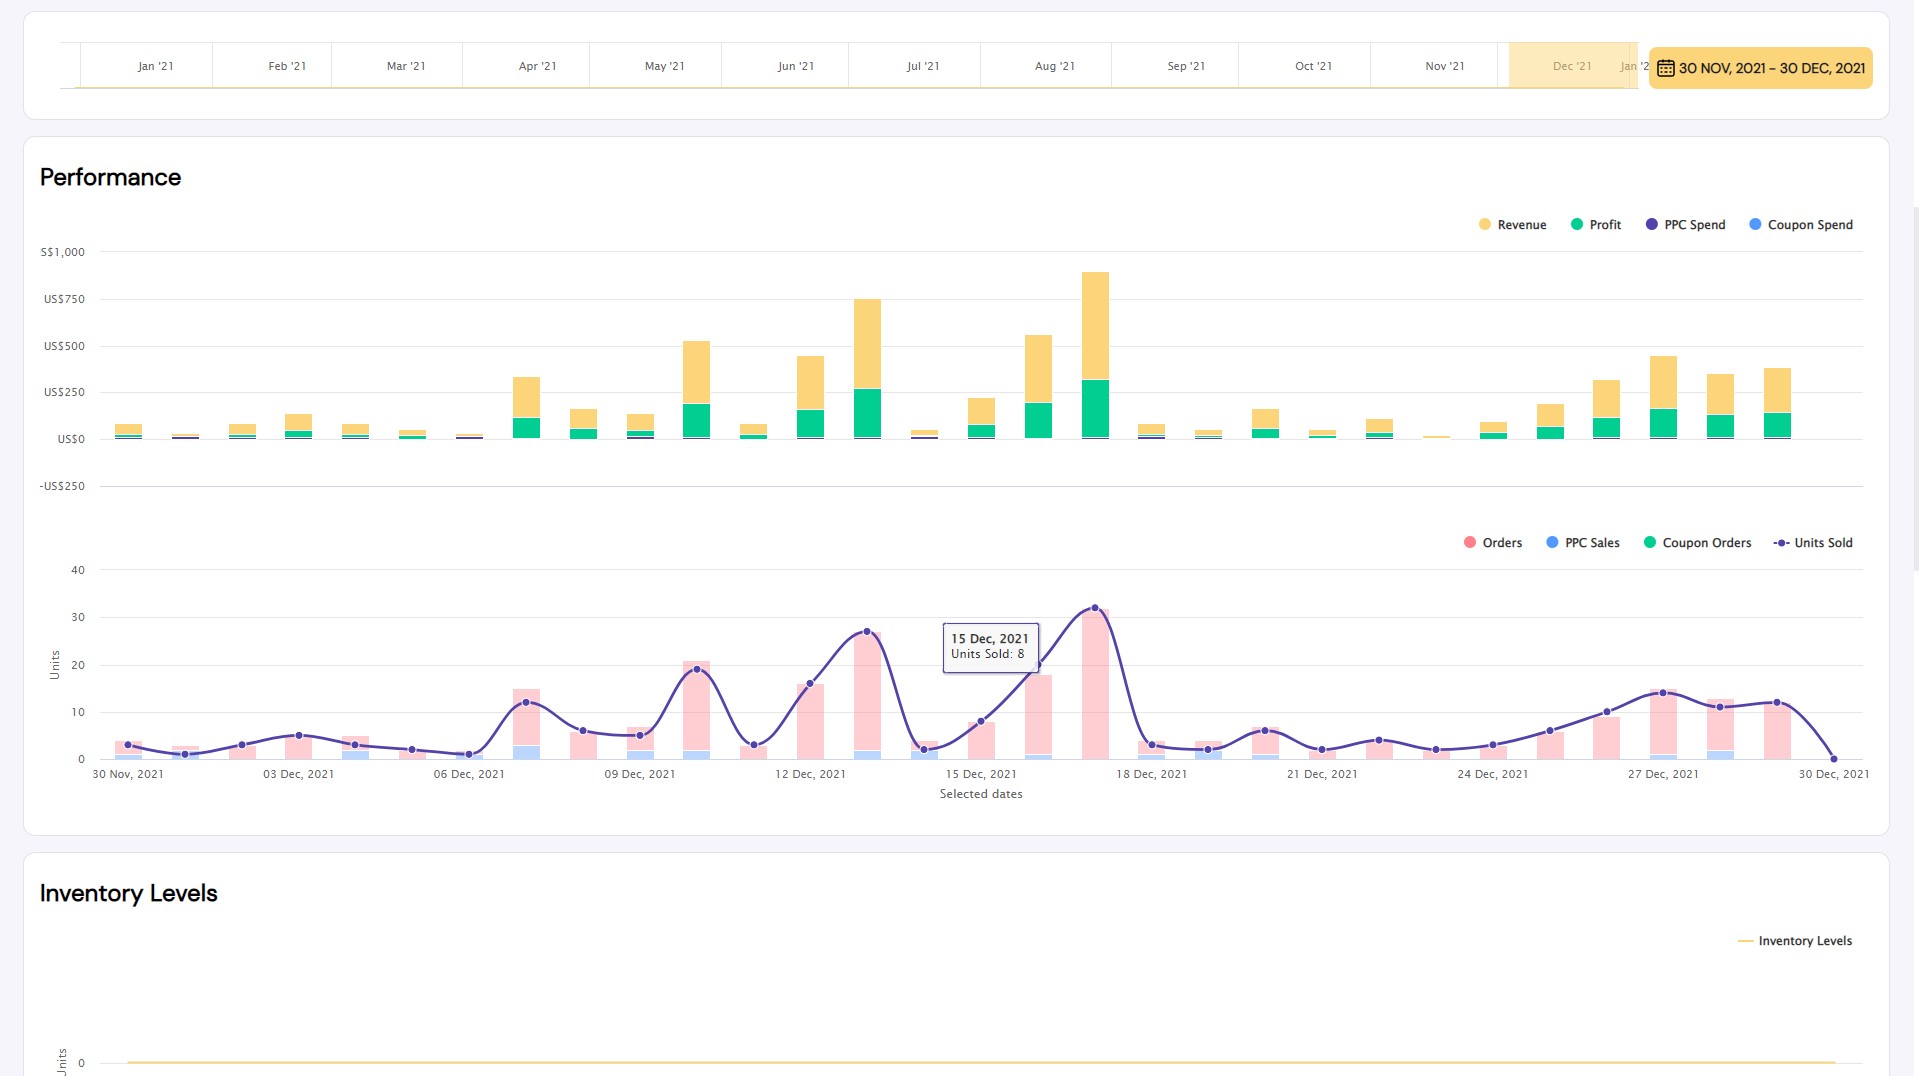 Jan '21 Feb '21 Mar '21 Apr '21 May '21 Jun '21 Jul '21 Aug '21 Sep '21 Oct '21 Nov '21 Dec '21 Jan '2
30 NOV, 2021 - 30 DEC, 2021
Performance
Revenue Profit PPC Spend Coupon Spend
S$1,000
US$750
US$500
US$250
US$0
-US$250
Orders PPC Sales Coupon Orders Units Sold
40
30
20
10
0
Units
15 Dec, 2021
Units Sold: 8
30 Nov, 2021 03 Dec, 2021 06 Dec, 2021 09 Dec, 2021 12 Dec, 2021 15 Dec, 2021 18 Dec, 2021 21 Dec, 2021 24 Dec, 2021 27 Dec, 2021 30 Dec, 2021
Selected dates
Inventory Levels
Inventory Levels
0
Units